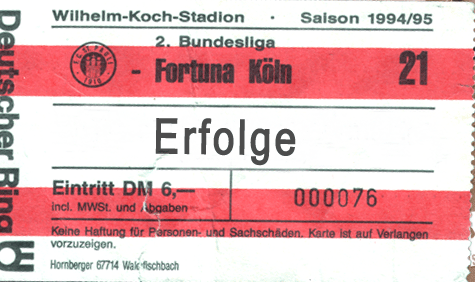 Wilhelm-Koch-Stadion · Saison 1994/95
2. Bundesliga
- Fortuna Köln 21
Erfolge
Eintritt DM 6,—
incl. MWSt. und Abgaben
000076
Keine Haftung für Personen- und Sachschäden. Karte ist auf Verlangen
vorzuzeigen.
Hornberger 67714 Waldfischbach
Deutscher Ring